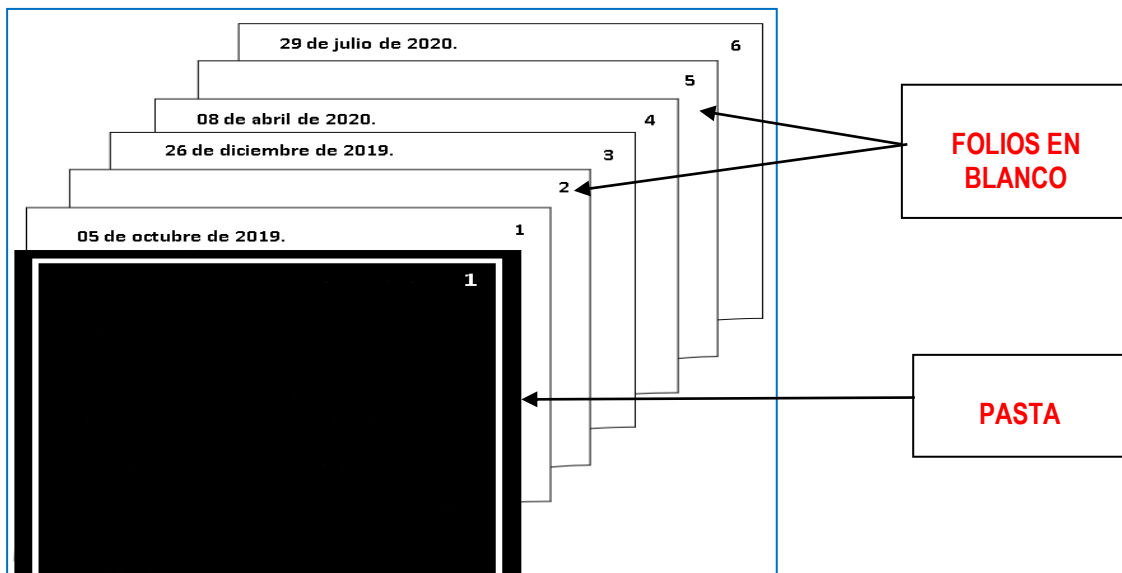 29 de julio de 2020.
6
5
08 de abril de 2020.
4
26 de diciembre de 2019.
3
2
05 de octubre de 2019.
1
1
FOLIOS EN
BLANCO
PASTA